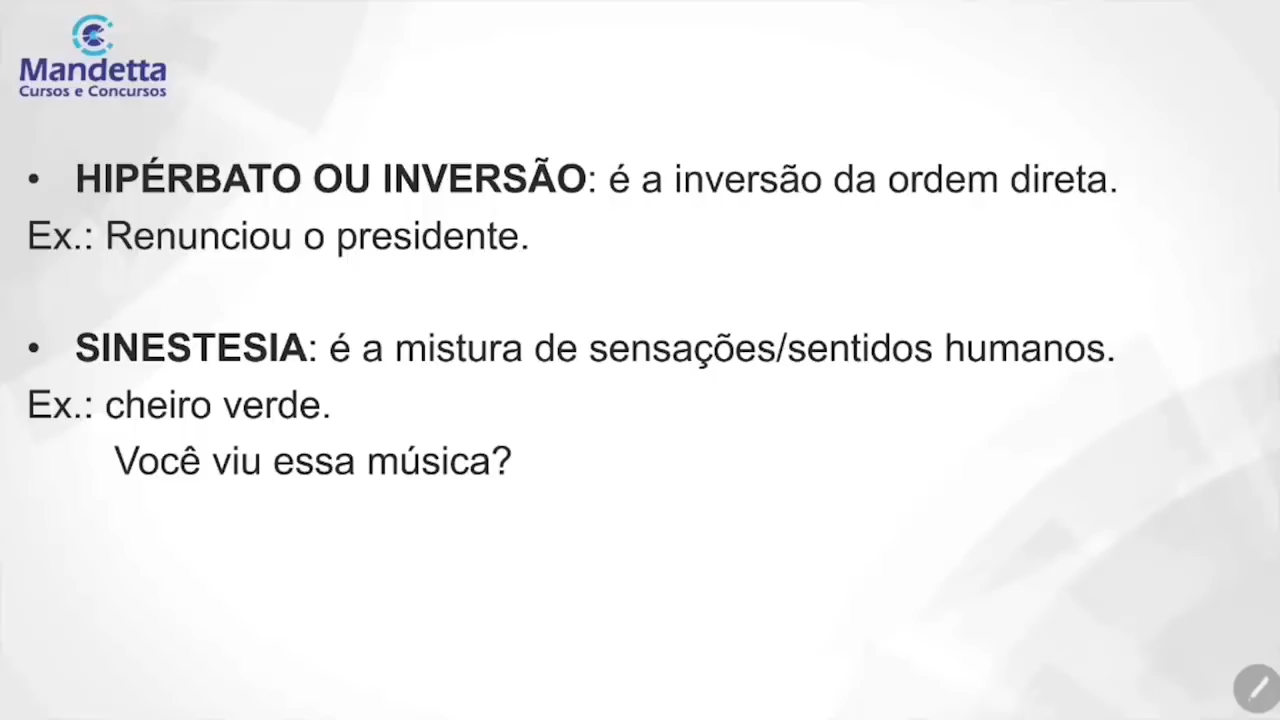 Mandetta
Cursos e Concursos
• HIPÉRBATO OU INVERSÃO: é a inversão da ordem direta.
Ex.: Renunciou o presidente.
• SINESTESIA: é a mistura de sensações/sentidos humanos.
Ex.: cheiro verde.
Você viu essa música?